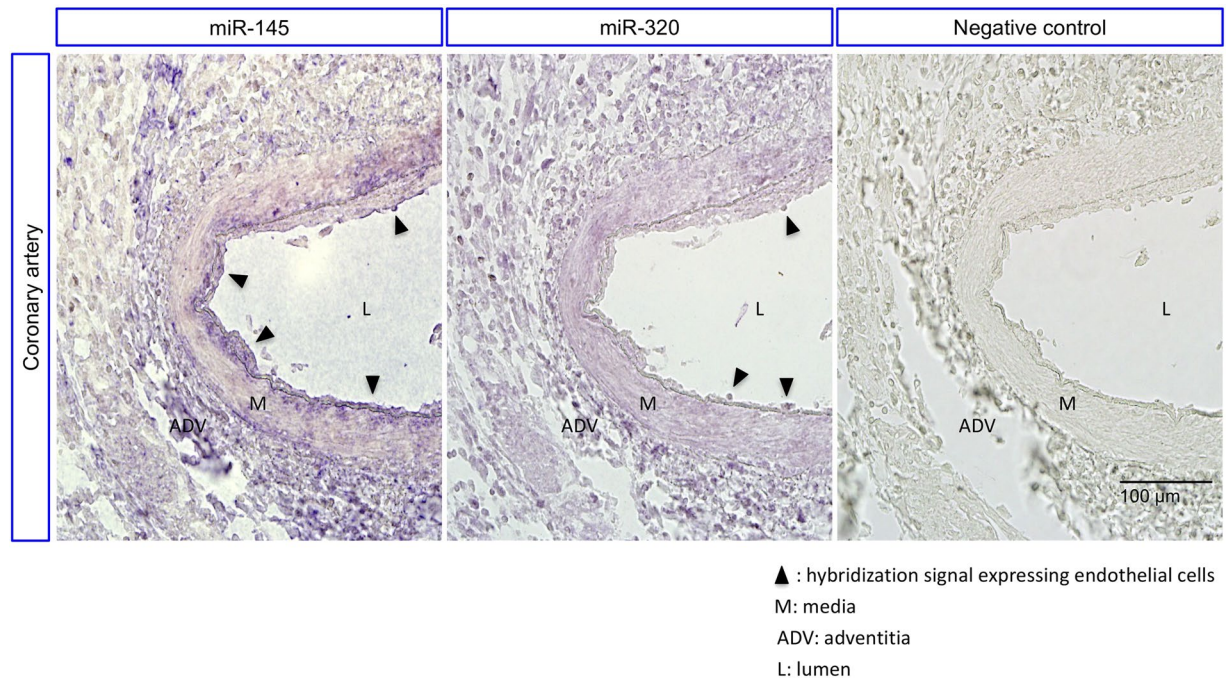 miR-145
miR-320
Negative control
Coronary artery
L
M
ADV
L
M
ADV
L
M
ADV
100 µm
: hybridization signal expressing endothelial cells
M: media
ADV: adventitia
L: lumen